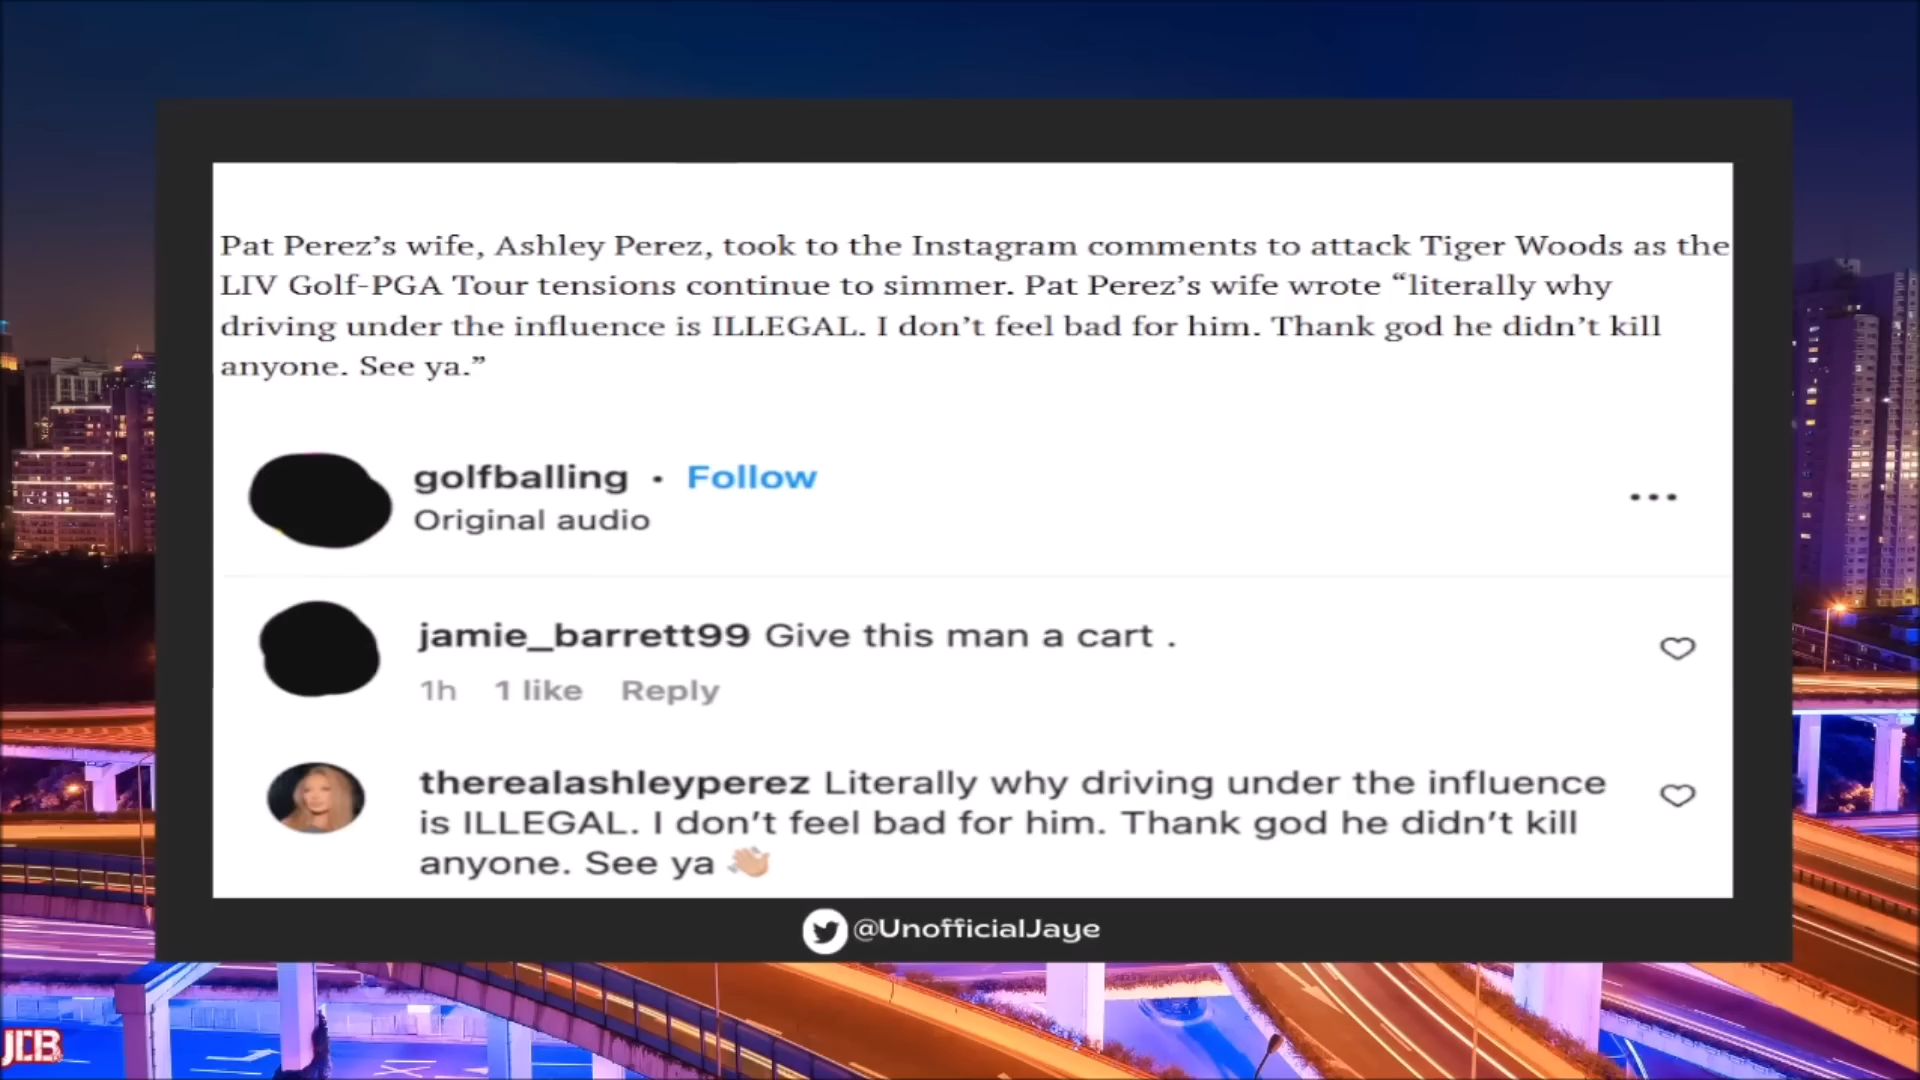 Pat Perez’s wife, Ashley Perez, took to the Instagram comments to attack Tiger Woods as the
LIV Golf-PGA Tour tensions continue to simmer. Pat Perez’s wife wrote “literally why
driving under the influence is ILLEGAL. I don’t feel bad for him. Thank god he didn’t kill
anyone. See ya.”
golfballing • Follow
Original audio
jamie_barrett99 Give this man a cart .
1h 1 like Reply
therealashleyperez Literally why driving under the influence
is ILLEGAL. I don’t feel bad for him. Thank god he didn’t kill
anyone. See ya 👋🏼
@UnofficialJaye
JCB